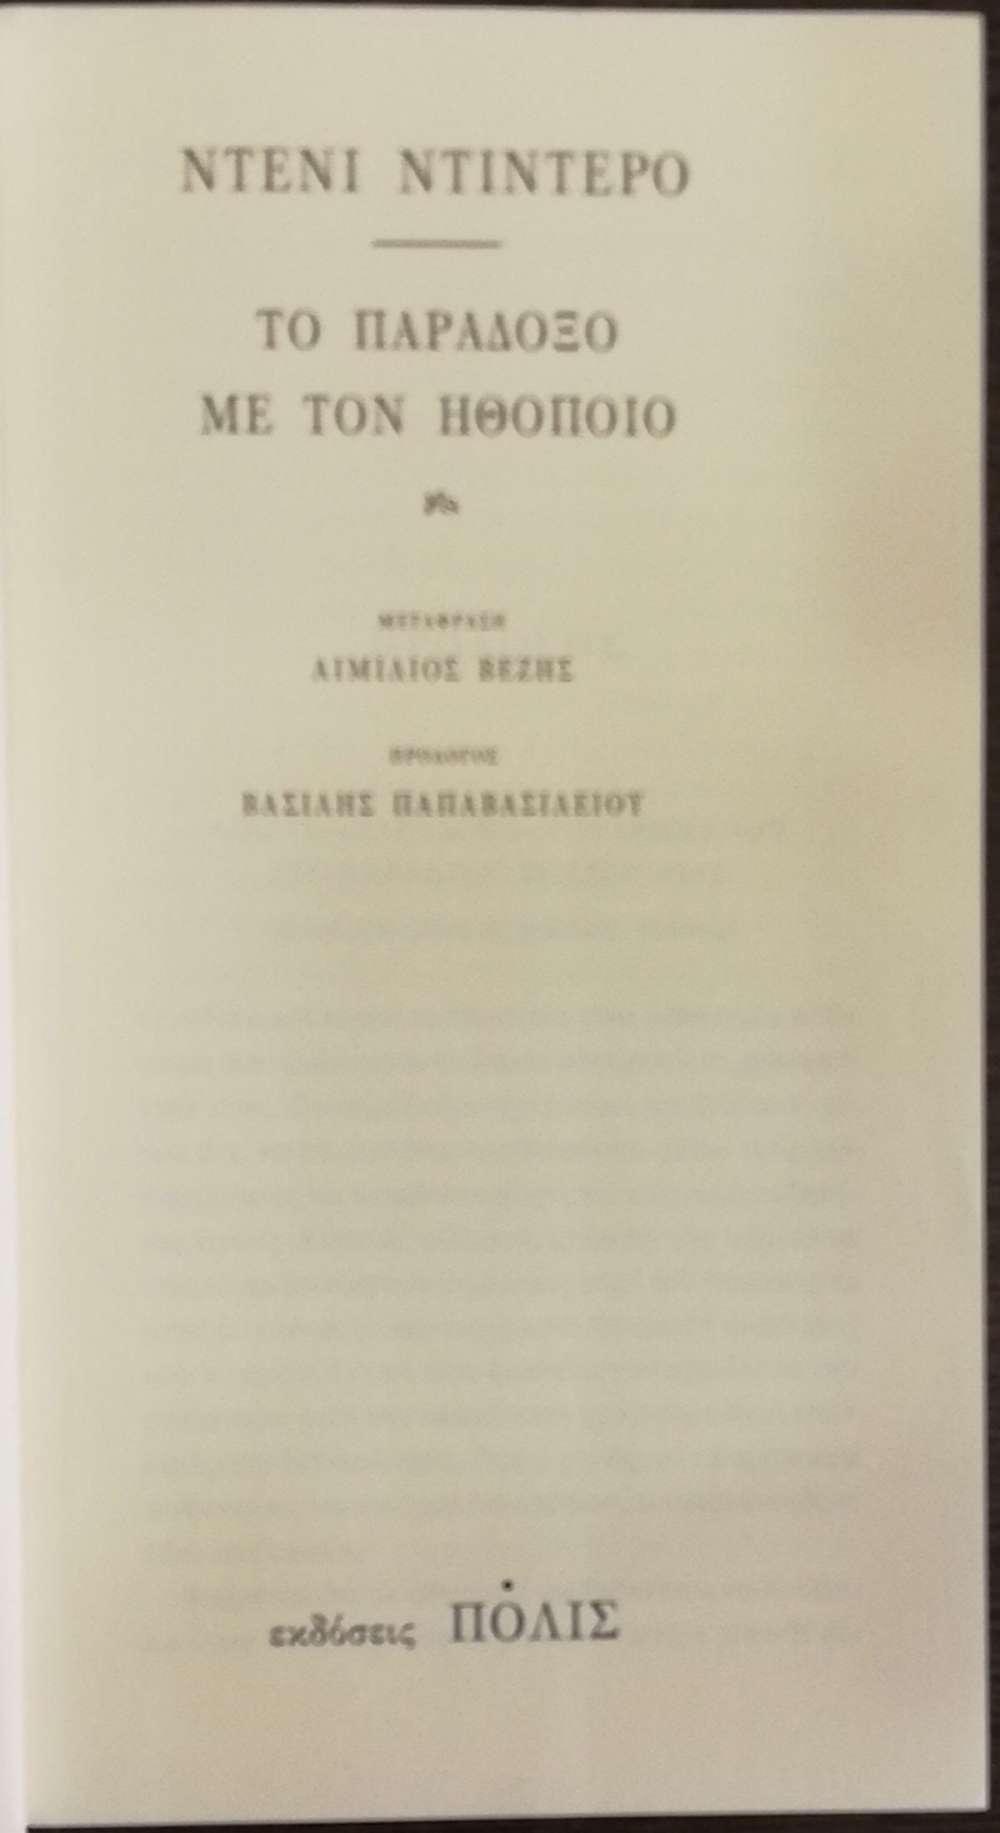 ΝΤΕΝΙ ΝΤΙΝΤΕΡΟ
ΤΟ ΠΑΡΑΔΟΞΟ
ΜΕ ΤΟΝ ΗΘΟΠΟΙΟ
ΜΕΤΑΦΡΑΣΗ
ΑΙΜΙΛΙΟΣ ΒΕΖΗΣ
ΠΡΟΛΟΓΟΣ
ΒΑΣΙΛΗΣ ΠΑΠΑΒΑΣΙΛΕΙΟΥ
εκδόσεις ΠΟΛΙΣ